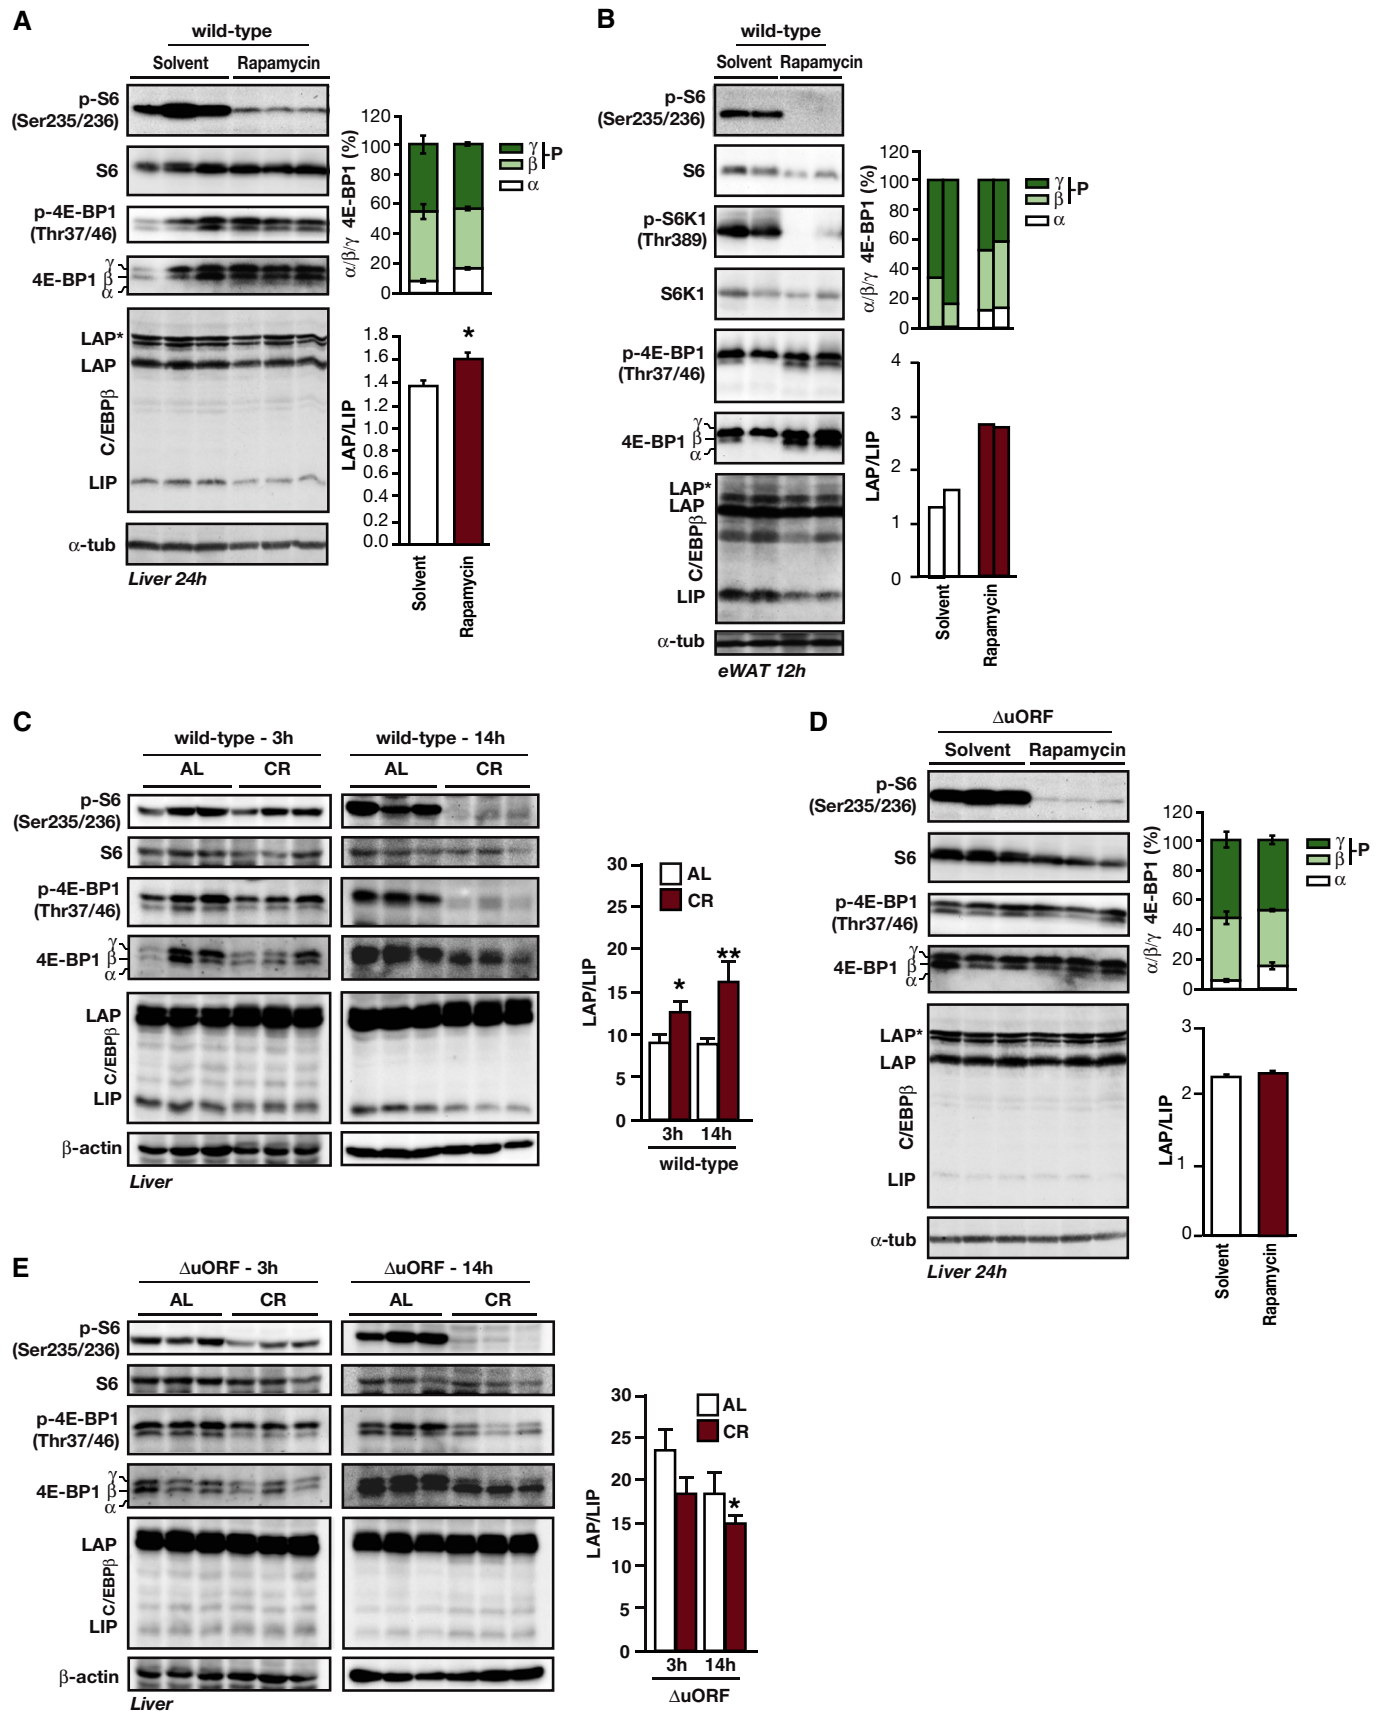 A
wild-type
Solvent Rapamycin
p-S6
(Ser235/236)
S6
p-4E-BP1
(Thr37/46)
4E-BP1 γ
β
α
LAP*
LAP
C/EBPβ
LIP
α-tub
Liver 24h
α/β/γ 4E-BP1 (%)
120
100
80
60
40
20
0
γ
β
P
α
LAP/LIP
1.8
1.6
1.4
1.2
1.0
0.8
0.6
0.4
0.2
0.0
*
Solvent
Rapamycin
B
wild-type
Solvent Rapamycin
p-S6
(Ser235/236)
S6
p-S6K1
(Thr389)
S6K1
p-4E-BP1
(Thr37/46)
4E-BP1 γ
β
α
LAP*
LAP
C/EBPβ
LIP
α-tub
eWAT 12h
α/β/γ 4E-BP1 (%)
120
100
80
60
40
20
0
γ
β
P
α
LAP/LIP
4
3
2
1
0
Solvent
Rapamycin
C
wild-type - 3h wild-type - 14h
AL CR AL CR
p-S6
(Ser235/236)
S6
p-4E-BP1
(Thr37/46)
4E-BP1 γ
β
α
LAP
C/EBPβ
LIP
β-actin
Liver
LAP/LIP
30
25
20
15
10
5
0
AL
CR
*
**
3h 14h
wild-type
D
ΔuORF
Solvent Rapamycin
p-S6
(Ser235/236)
S6
p-4E-BP1
(Thr37/46)
4E-BP1 γ
β
α
LAP*
LAP
C/EBPβ
LIP
α-tub
Liver 24h
α/β/γ 4E-BP1 (%)
120
100
80
60
40
20
0
γ
β
P
α
LAP/LIP
3
2
1
0
Solvent
Rapamycin
E
ΔuORF - 3h ΔuORF - 14h
AL CR AL CR
p-S6
(Ser235/236)
S6
p-4E-BP1
(Thr37/46)
4E-BP1 γ
β
α
LAP
C/EBPβ
LIP
β-actin
Liver
LAP/LIP
30
25
20
15
10
5
0
AL
CR
*
3h 14h
ΔuORF